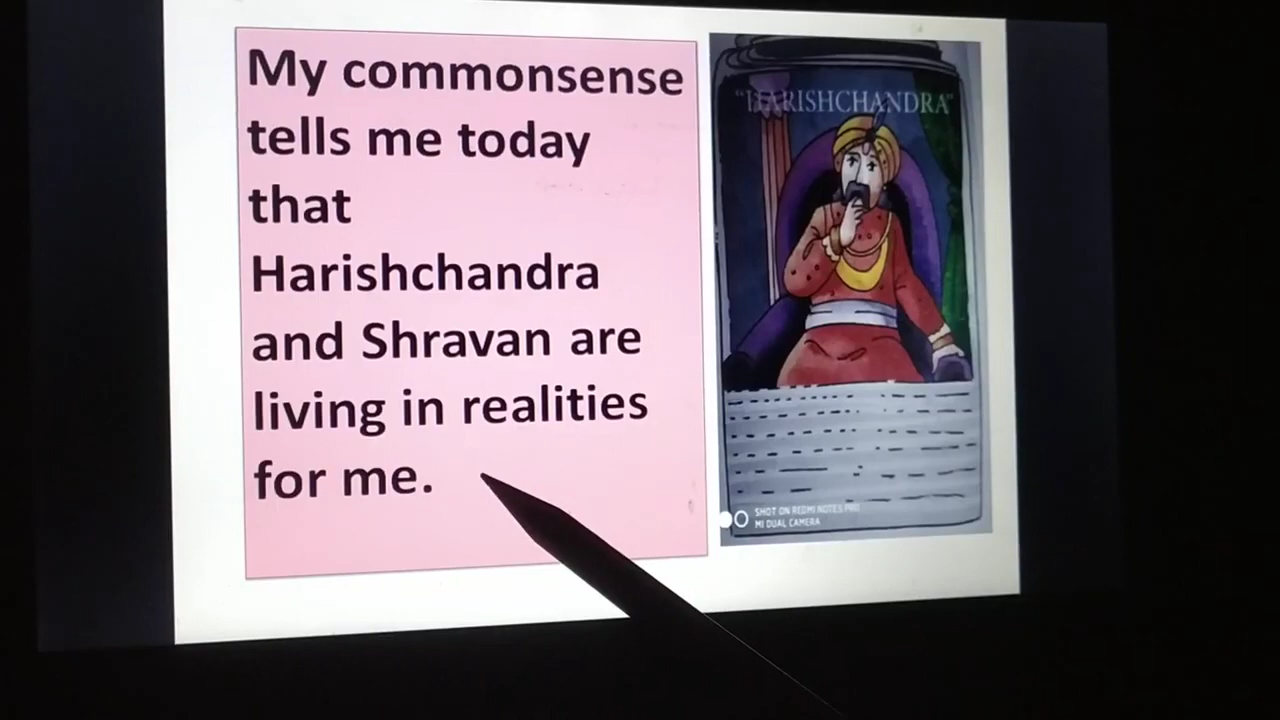 My commonsense
tells me today
that
Harishchandra
and Shravan are
living in realities
for me.
"HARISHCHANDRA"
SHOT ON REDMI NOTE5 PRO
MI DUAL CAMERA